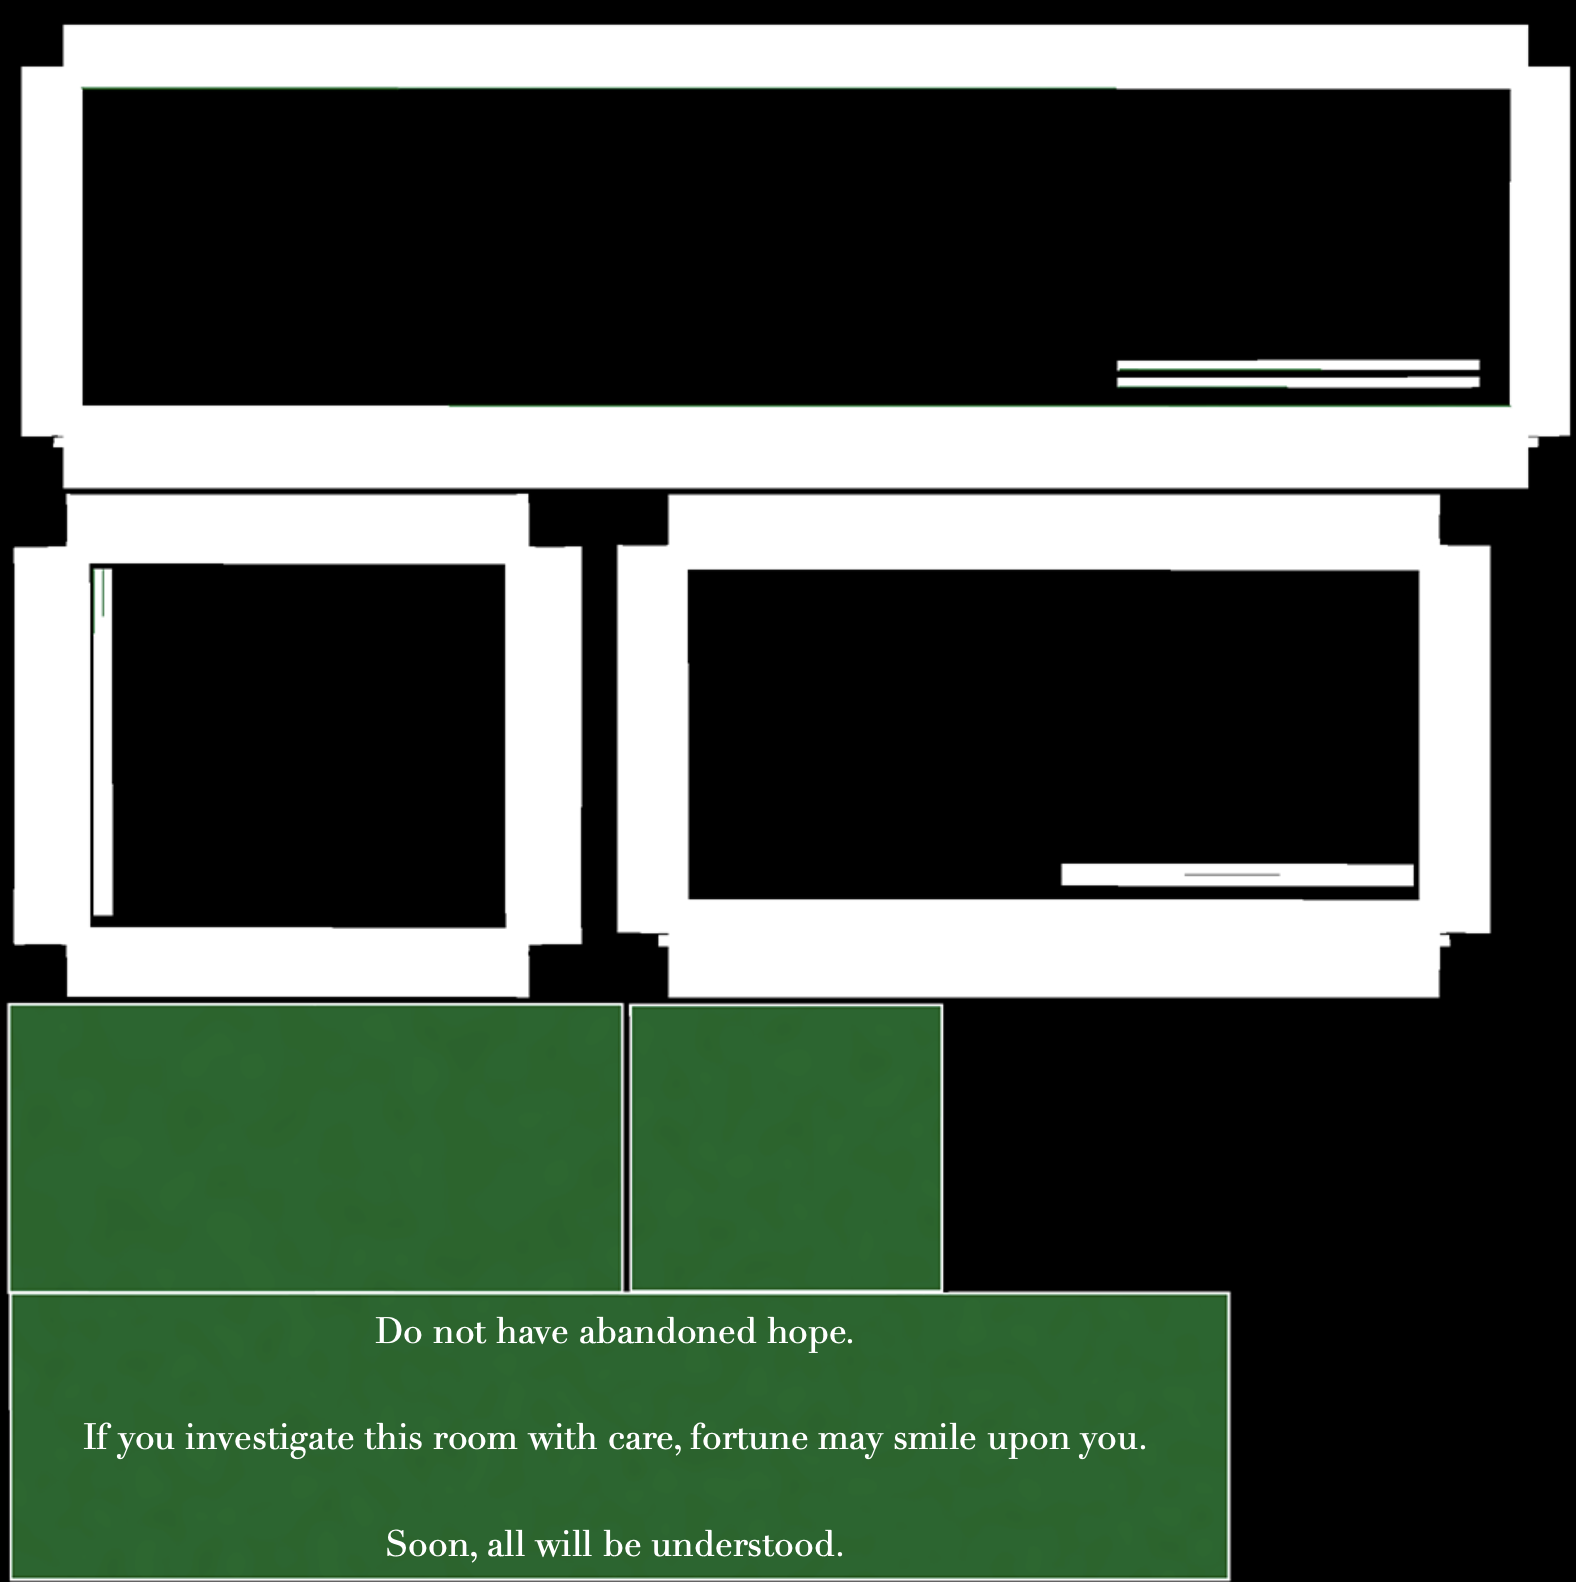 Do not have abandoned hope.
If you investigate this room with care, fortune may smile upon you.
Soon, all will be understood.